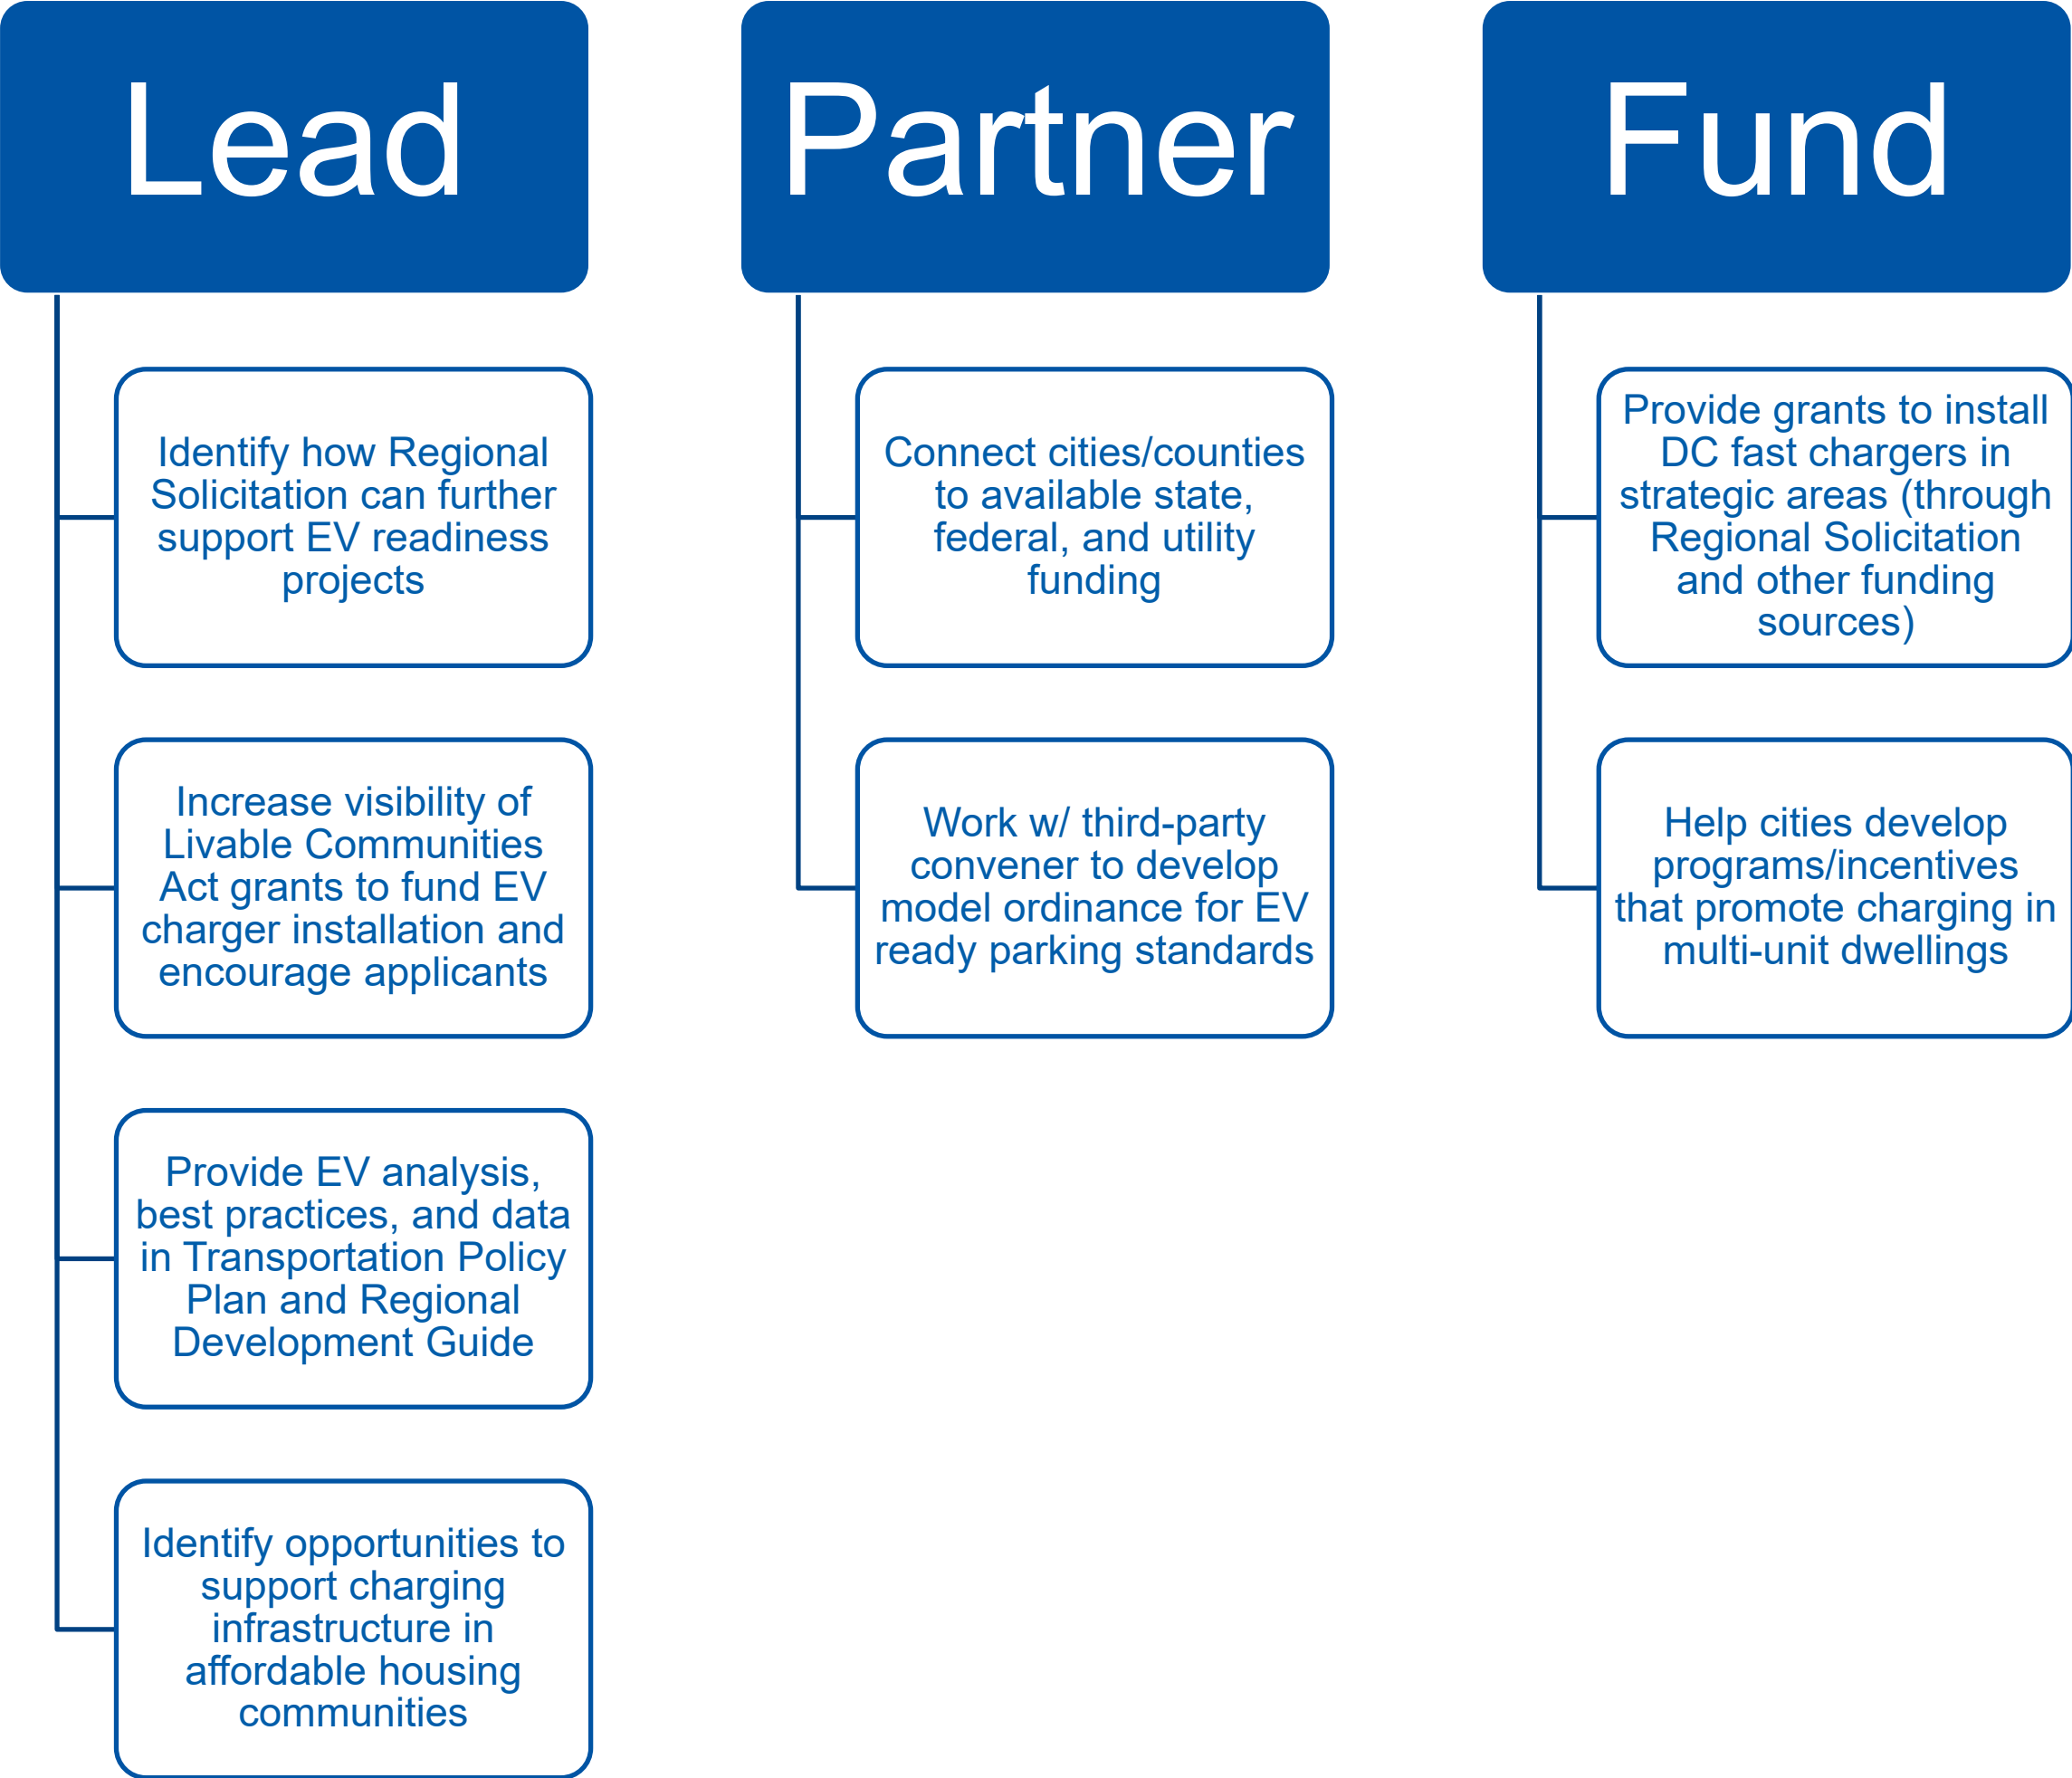 Lead
Identify how Regional
Solicitation can further
support EV readiness
projects
Increase visibility of
Livable Communities
Act grants to fund EV
charger installation and
encourage applicants
Provide EV analysis,
best practices, and data
in Transportation Policy
Plan and Regional
Development Guide
Identify opportunities to
support charging
infrastructure in
affordable housing
communities
Partner
Connect cities/counties
to available state,
federal, and utility
funding
Work w/ third-party
convener to develop
model ordinance for EV
ready parking standards
Fund
Provide grants to install
DC fast chargers in
strategic areas (through
Regional Solicitation
and other funding
sources)
Help cities develop
programs/incentives
that promote charging in
multi-unit dwellings